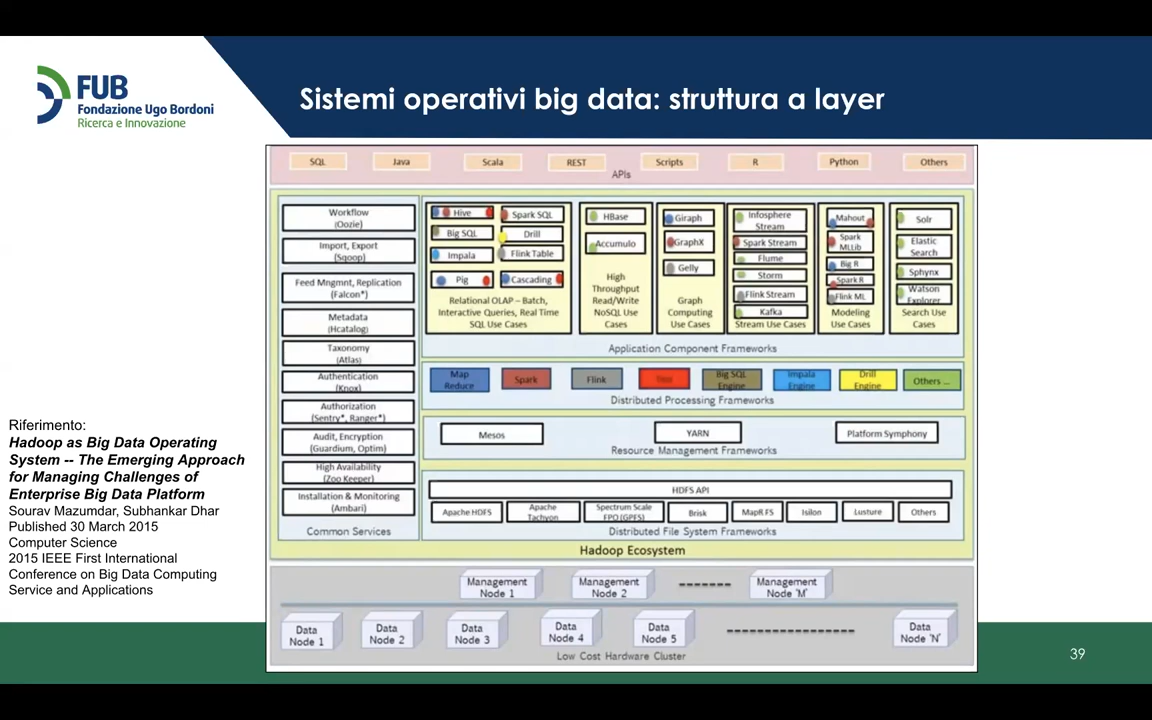 FUB
Fondazione Ugo Bordoni
Ricerca e Innovazione
Sistemi operativi big data: struttura a layer
SQL
Java
Scala
REST
Scripts
R
Python
Others
APIs
Workflow
(Oozie)
Import, Export
(Sqoop)
Feed Mngmnt, Replication
(Falcon*)
Metadata
(Hcatalog)
Taxonomy
(Atlas)
Authentication
(Knox)
Authorization
(Sentry*, Ranger*)
Audit, Encryption
(Guardium, Optim)
High Availability
(Zoo Keeper)
Installation & Monitoring
(Ambari)
Common Services
Hive
Spark SQL
Big SQL
Drill
Impala
Flink Table
Pig
Cascading
Relational OLAP – Batch,
Interactive Queries, Real Time
SQL Use Cases
HBase
Accumulo
High
Throughput
Read/Write
NoSQL Use
Cases
Giraph
GraphX
Gelly
Graph
Computing
Use Cases
Infosphere
Stream
Spark Stream
Flume
Storm
Flink Stream
Kafka
Stream Use Cases
Mahout
Spark
MLLib
Big R
Spark R
Flink ML
Modeling
Use Cases
Solr
Elastic
Search
Sphynx
Watson
Explorer
Search Use
Cases
Application Component Frameworks
Map
Reduce
Spark
Flink
Big SQL
Engine
Impala
Engine
Drill
Engine
Others ...
Distributed Processing Frameworks
Mesos
YARN
Platform Symphony
Resource Management Frameworks
HDFS API
Apache HDFS
Apache
Tachyon
Spectrum Scale
FPO (GPFS)
Brisk
MapR FS
Isilon
Lusture
Others
Distributed File System Frameworks
Hadoop Ecosystem
Management
Node 1
Management
Node 2
Management
Node 'M'
Data
Node 1
Data
Node 2
Data
Node 3
Data
Node 4
Data
Node 5
Data
Node 'N'
Low Cost Hardware Cluster
Riferimento:
Hadoop as Big Data Operating
System -- The Emerging Approach
for Managing Challenges of
Enterprise Big Data Platform
Sourav Mazumdar, Subhankar Dhar
Published 30 March 2015
Computer Science
2015 IEEE First International
Conference on Big Data Computing
Service and Applications
39